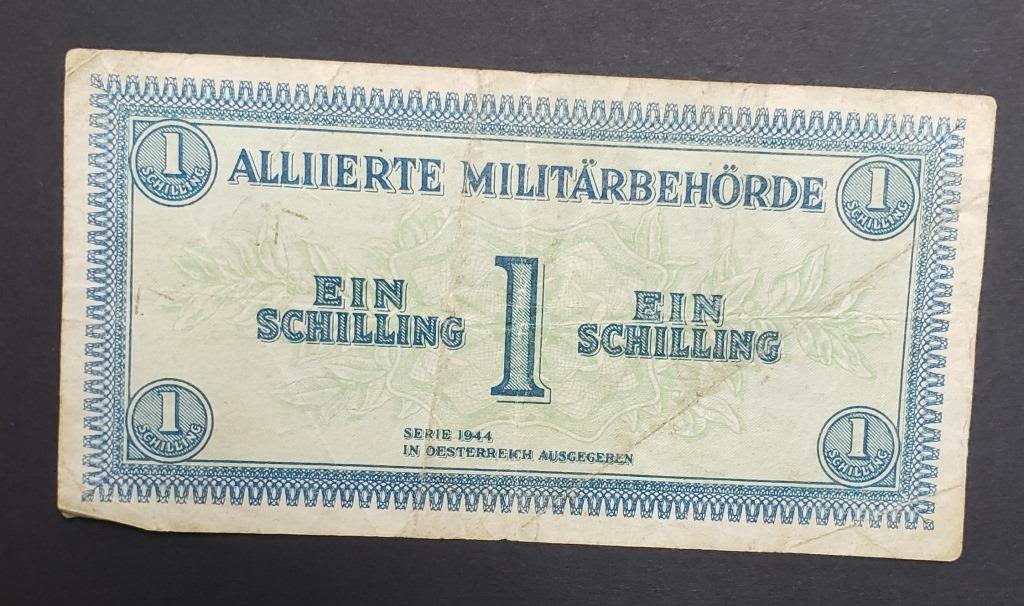 1
SCHILLING
ALLIIERTE MILITÄRBEHÖRDE
1
SCHILLING
EIN
SCHILLING
1
EIN
SCHILLING
1
SCHILLING
SERIE 1944
IN OESTERREICH AUSGEGEBEN
1
SCHILLING